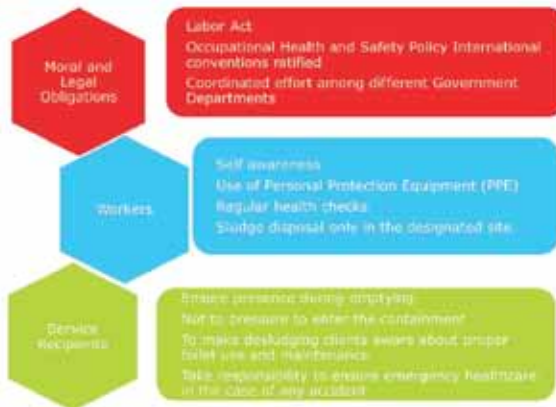 Moral and
Legal
Obligations
Labor Act
Occupational Health and Safety Policy International
conventions ratified
Coordinated effort among different Government
Departments
Workers
Self awareness
Use of Personal Protection Equipment (PPE)
Regular health checks
Sludge disposal only in the designated site
Service
Recipients
Ensure presence during emptying
Not to pressure to enter the containment
To make desludging clients aware about proper
toilet use and maintenance
Take responsibility to ensure emergency healthcare
in the case of any accident